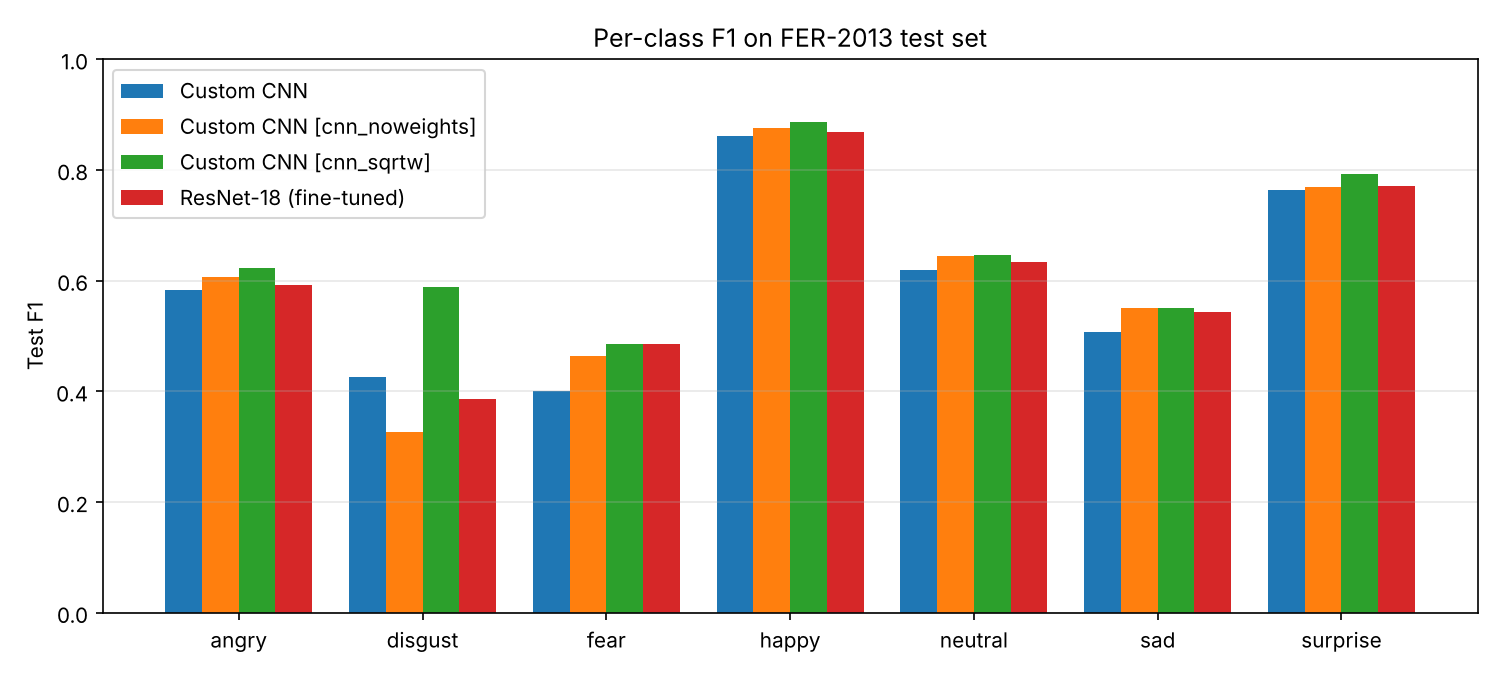 Per-class F1 on FER-2013 test set
1.0
0.8
0.6
0.4
0.2
0.0
Test F1
Custom CNN
Custom CNN [cnn_noweights]
Custom CNN [cnn_sqrtw]
ResNet-18 (fine-tuned)
angry disgust fear happy neutral sad surprise